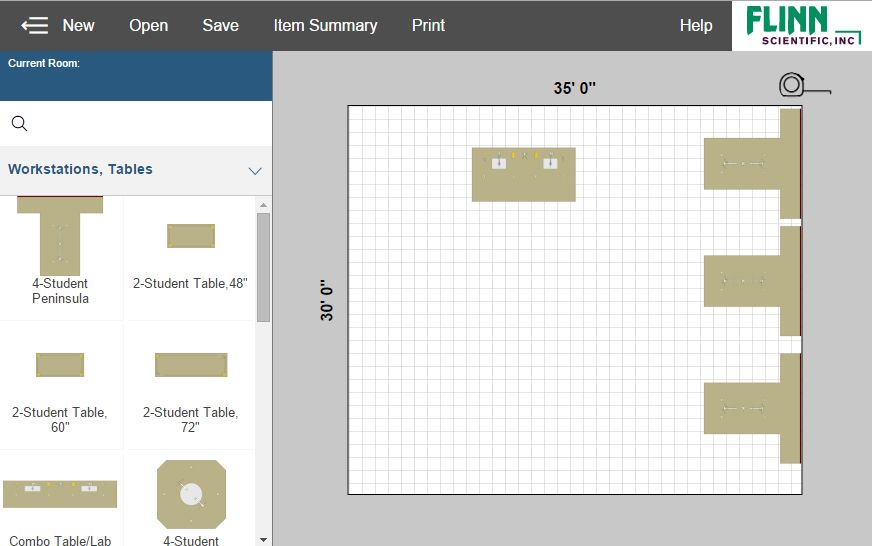 New Open Save Item Summary Print Help
FLINN
SCIENTIFIC, INC
Current Room:
Workstations, Tables
4-Student
Peninsula
2-Student Table,48"
2-Student Table,
60"
2-Student Table,
72"
Combo Table/Lab
4-Student
35' 0"
30' 0"